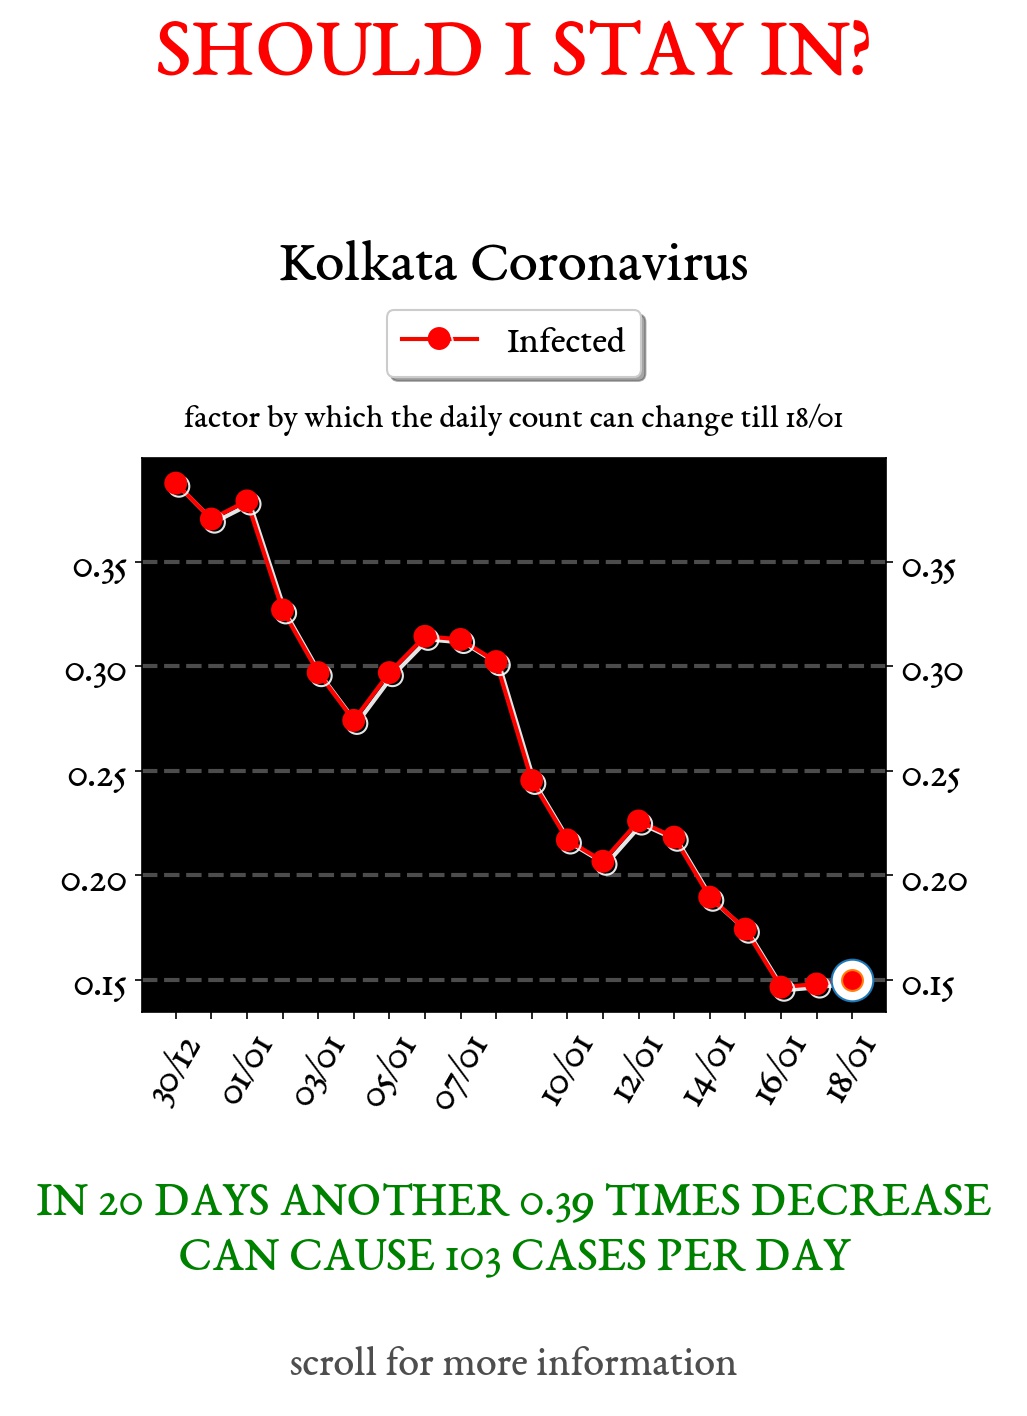 SHOULD I STAY IN?
Kolkata Coronavirus
Infected
factor by which the daily count can change till 18/01
0.35 0.35
0.30 0.30
0.25 0.25
0.20 0.20
0.15 0.15
30/12 01/01 03/01 05/01 07/01 10/01 12/01 14/01 16/01 18/01
IN 20 DAYS ANOTHER 0.39 TIMES DECREASE
CAN CAUSE 103 CASES PER DAY
scroll for more information